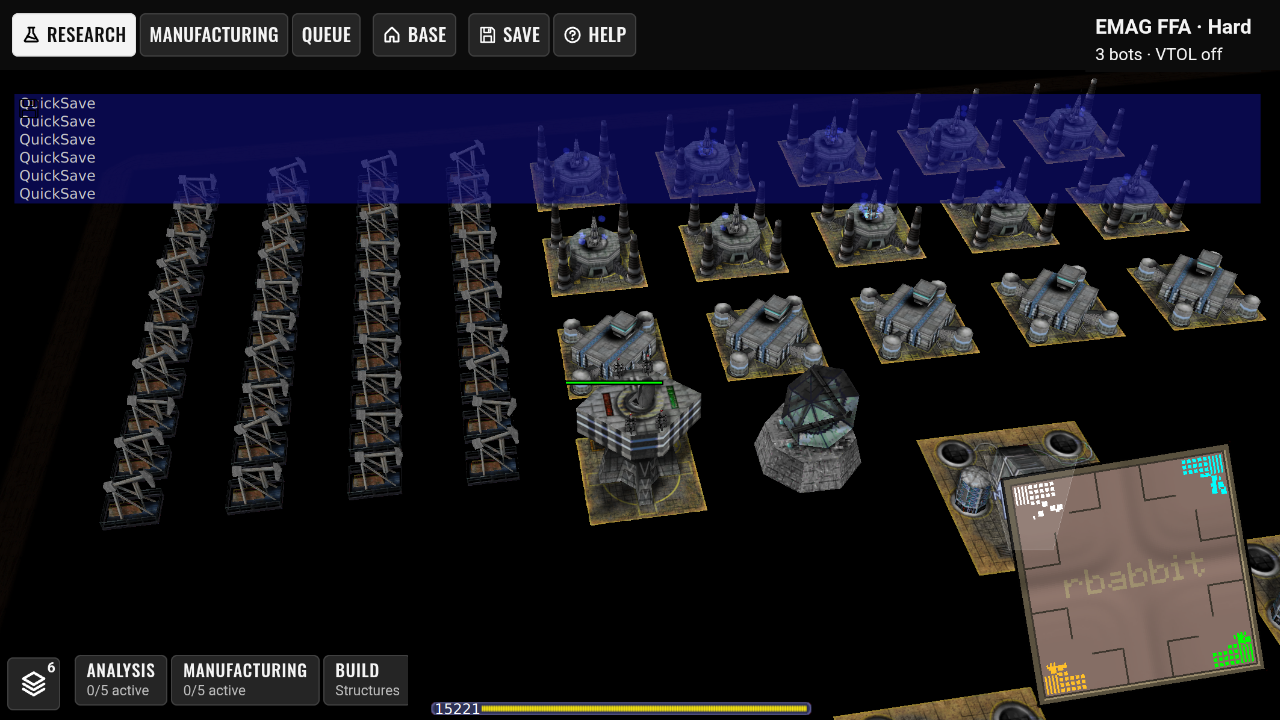 RESEARCH
MANUFACTURING
QUEUE
BASE
SAVE
HELP
EMAG FFA · Hard
3 bots · VTOL off
QuickSave
QuickSave
QuickSave
QuickSave
QuickSave
QuickSave
rbabbit
6
ANALYSIS
0/5 active
MANUFACTURING
0/5 active
BUILD
Structures
15221